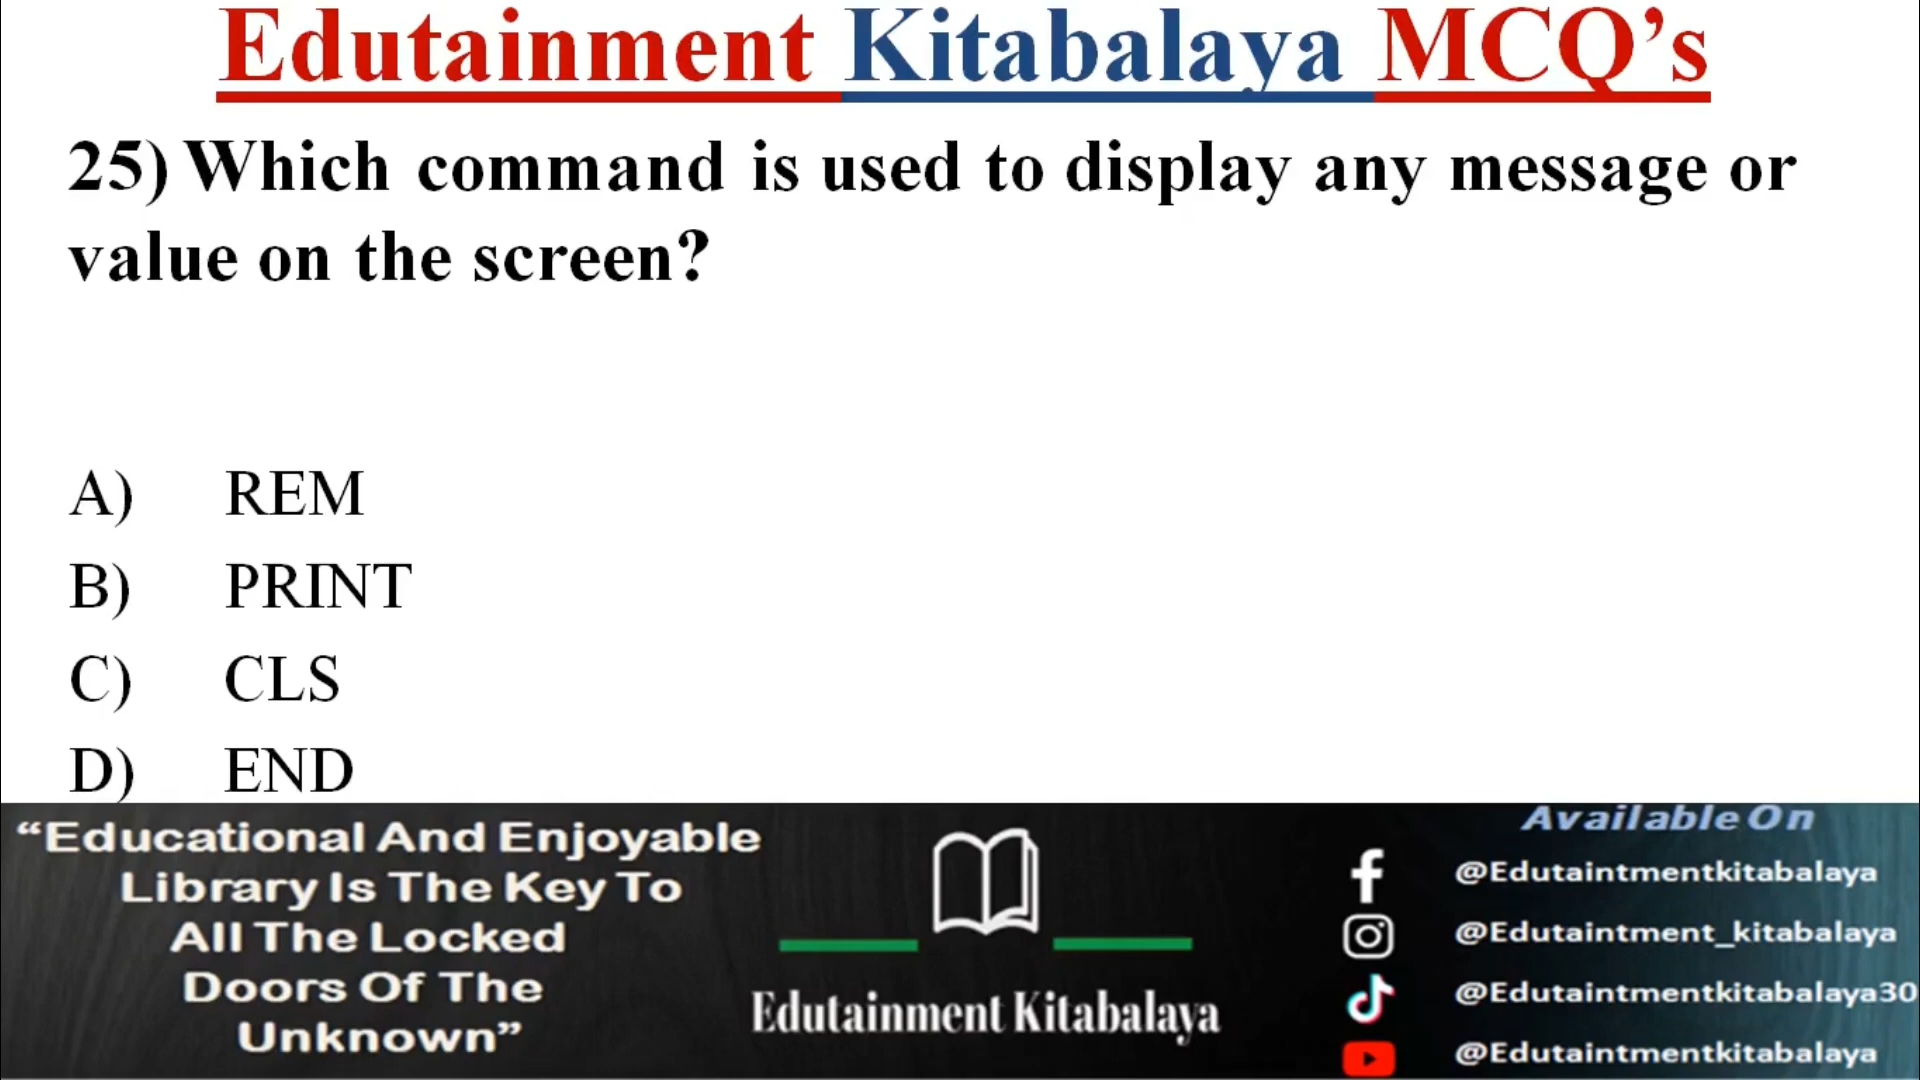 Edutainment Kitabalaya MCQ’s
25) Which command is used to display any message or
value on the screen?
A) REM
B) PRINT
C) CLS
D) END
“Educational And Enjoyable
Library Is The Key To
All The Locked
Doors Of The
Unknown”
Edutainment Kitabalaya
Available On
@Edutaintmentkitabalaya
@Edutaintment_kitabalaya
@Edutaintmentkitabalaya30
@Edutaintmentkitabalaya